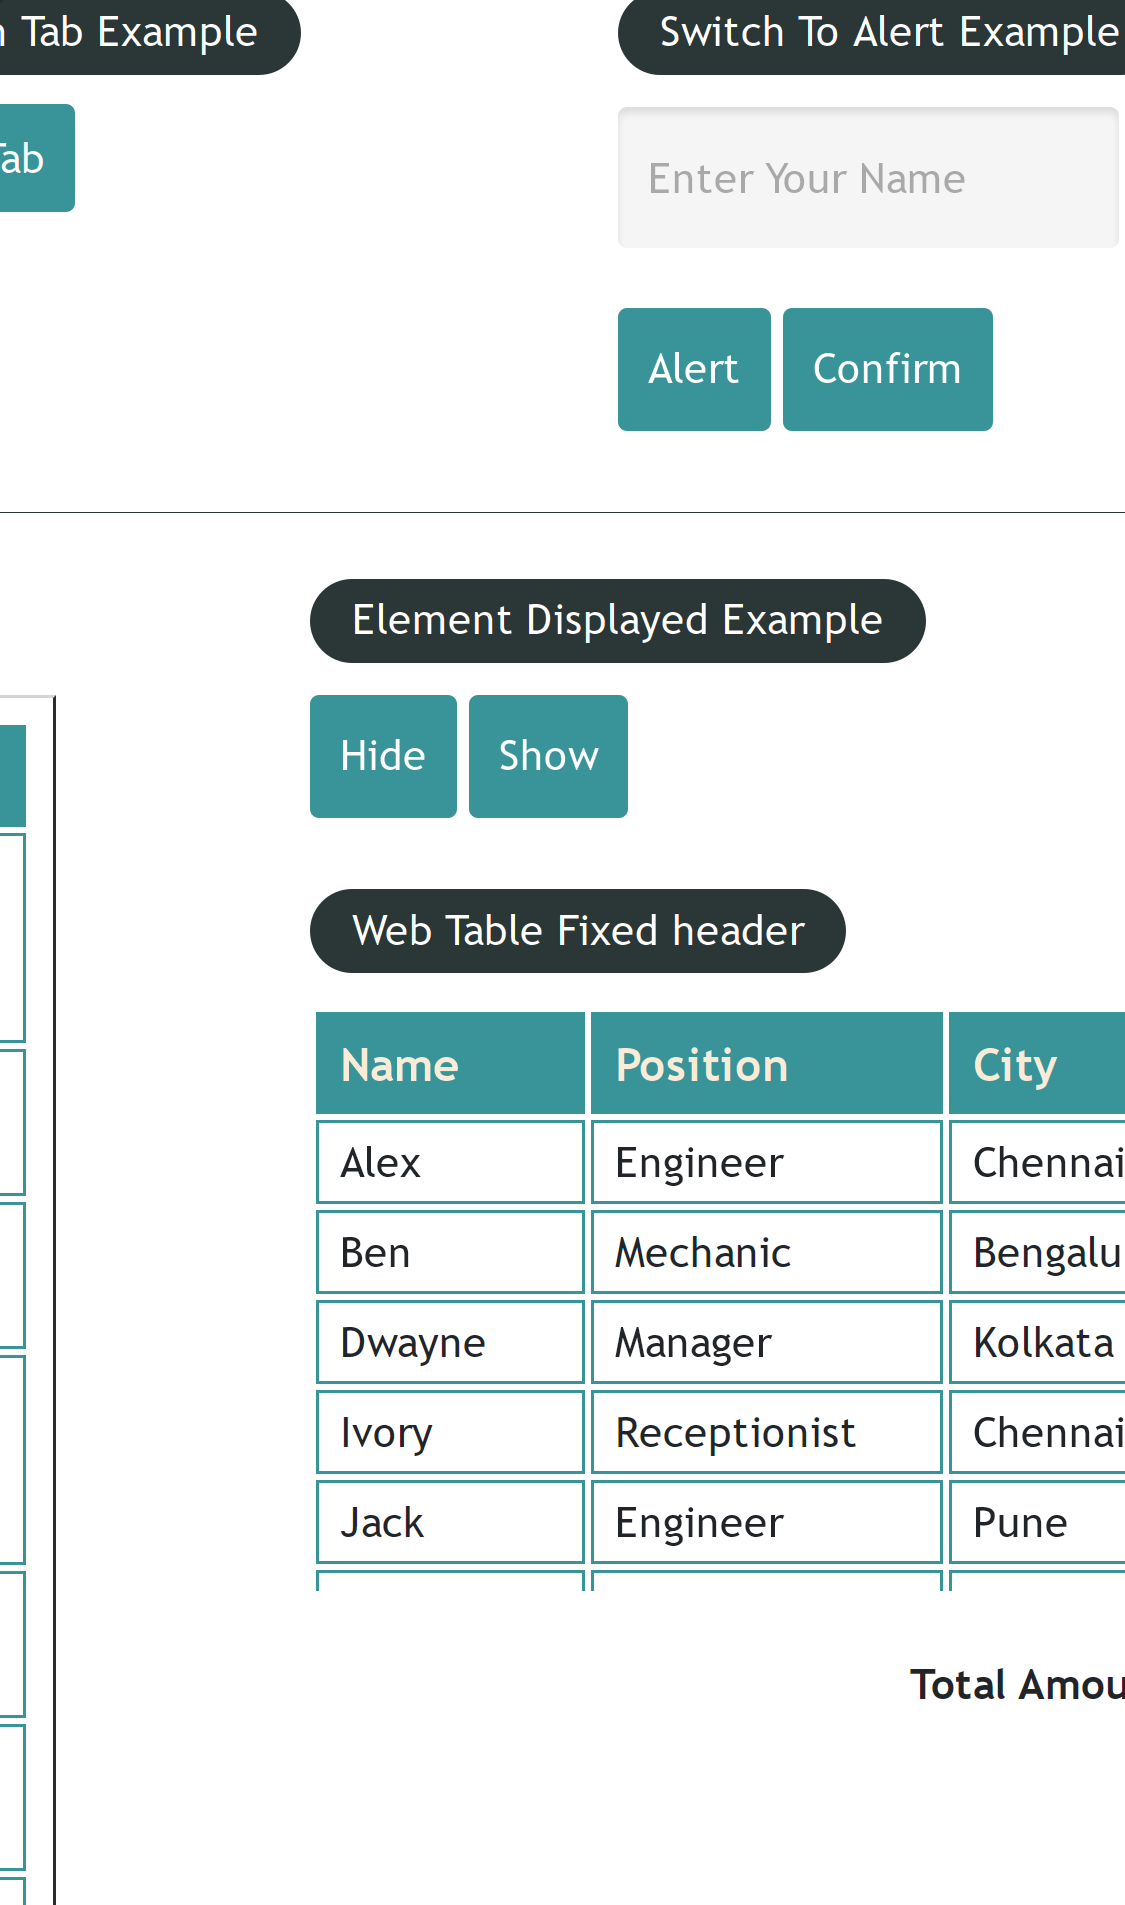 Tab Example
Switch To Alert Example
Tab
Enter Your Name
Alert Confirm
Element Displayed Example
Hide Show
Web Table Fixed header
Name Position City
Alex Engineer Chennai
Ben Mechanic Bengalu
Dwayne Manager Kolkata
Ivory Receptionist Chennai
Jack Engineer Pune
Total Amou